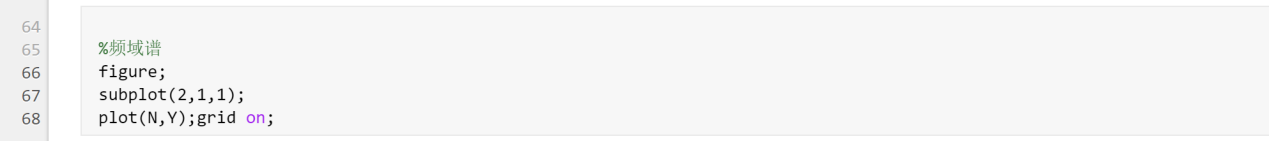 64
65 %频域谱
66 figure;
67 subplot(2,1,1);
68 plot(N,Y);grid on;